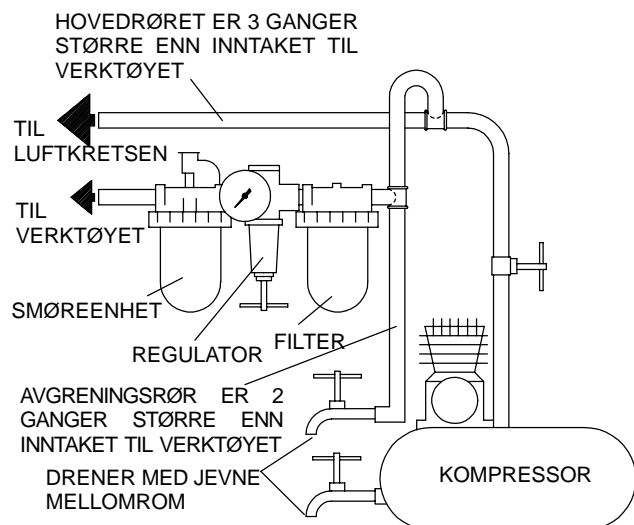 HOVEDRØRET ER 3 GANGER
STØRRE ENN INNTAKET TIL
VERKTØYET
TIL
LUFTKRETSEN
TIL
VERKTØYET
SMØREENHET
REGULATOR
FILTER
AVGRENINGSRØR ER 2
GANGER STØRRE ENN
INNTAKET TIL VERKTØYET
DRENER MED JEVNE
MELLOMROM
KOMPRESSOR